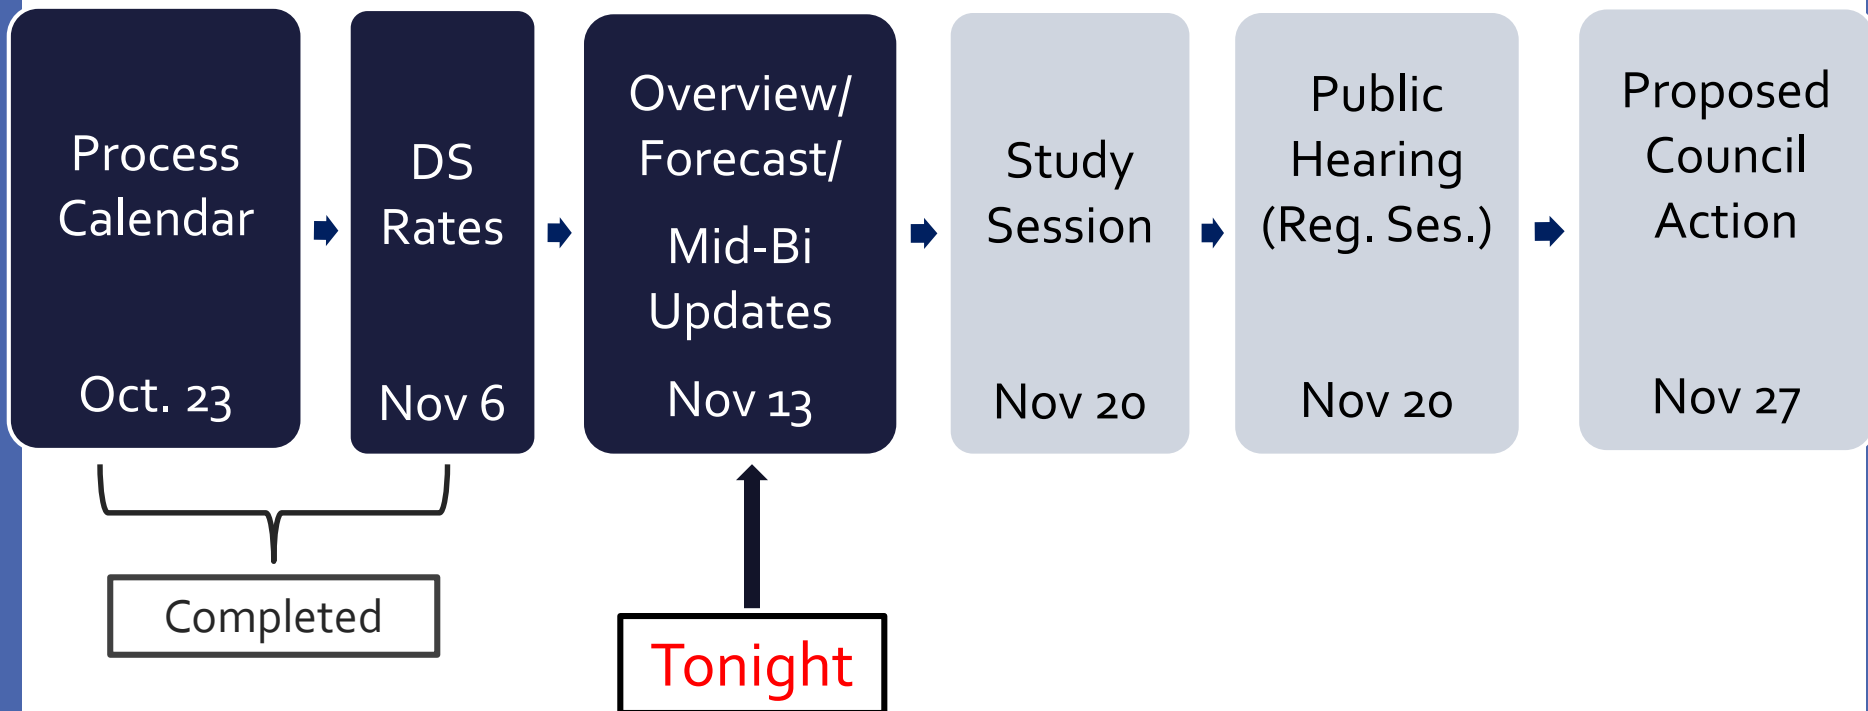 Process
Calendar
Oct. 23
DS
Rates
Nov 6
Overview/
Forecast/
Mid-Bi
Updates
Nov 13
Study
Session
Nov 20
Public
Hearing
(Reg. Ses.)
Nov 20
Proposed
Council
Action
Nov 27
Completed
Tonight